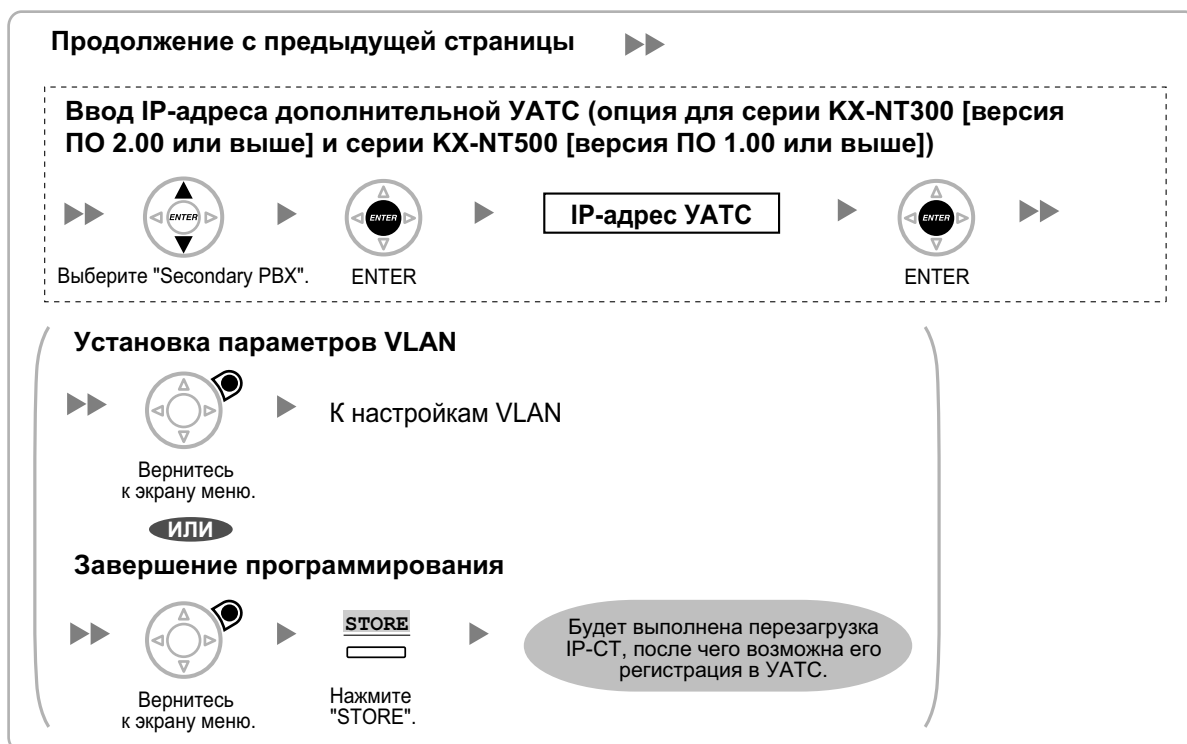 Продолжение с предыдущей страницы
Ввод IP-адреса дополнительной УАТС (опция для серии KX-NT300 [версия
ПО 2.00 или выше] и серии KX-NT500 [версия ПО 1.00 или выше])
ENTER
ENTER
IP-адрес УАТС
ENTER
Выберите "Secondary PBX".
ENTER
ENTER
Установка параметров VLAN
К настройкам VLAN
Вернитесь
к экрану меню.
ИЛИ
Завершение программирования
STORE
Будет выполнена перезагрузка
IP-СТ, после чего возможна его
регистрация в УАТС.
Вернитесь
к экрану меню.
Нажмите
"STORE".